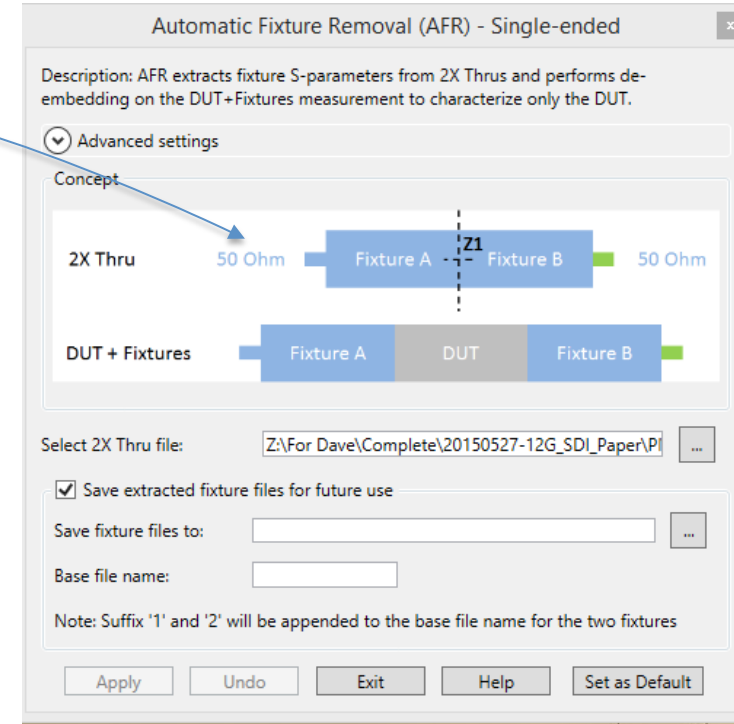 Automatic Fixture Removal (AFR) - Single-ended
x
Description: AFR extracts fixture S-parameters from 2X Thrus and performs de-
embedding on the DUT+Fixtures measurement to characterize only the DUT.
Advanced settings
Concept
2X Thru 50 Ohm Fixture A Z1 Fixture B 50 Ohm
DUT + Fixtures Fixture A DUT Fixture B
Select 2X Thru file: Z:\For Dave\Complete\20150527-12G_SDI_Paper\Pl ...
Save extracted fixture files for future use
Save fixture files to: ...
Base file name:
Note: Suffix '1' and '2' will be appended to the base file name for the two fixtures
Apply Undo Exit Help Set as Default